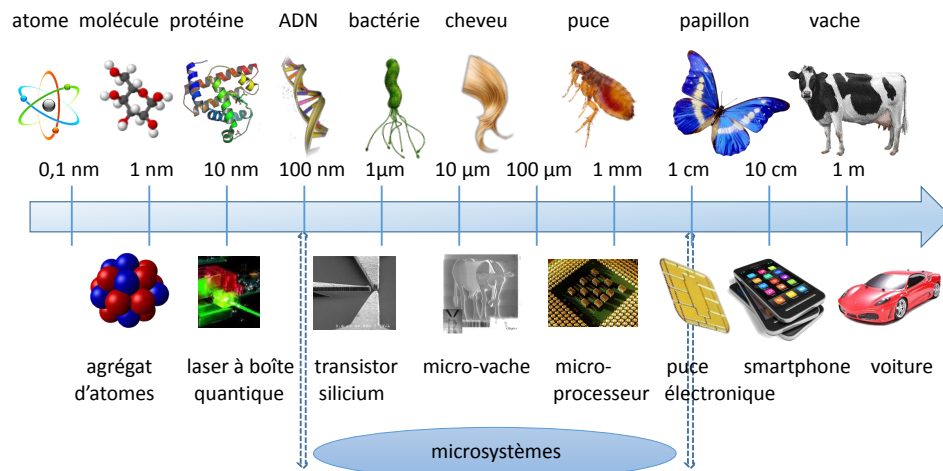 atome molécule protéine ADN bactérie cheveu puce papillon vache
0,1 nm 1 nm 10 nm 100 nm 1µm 10 µm 100 µm 1 mm 1 cm 10 cm 1 m
agrégat laser à boîte transistor micro-vache micro- puce smartphone voiture
d'atomes quantique silicium processeur électronique
microsystèmes